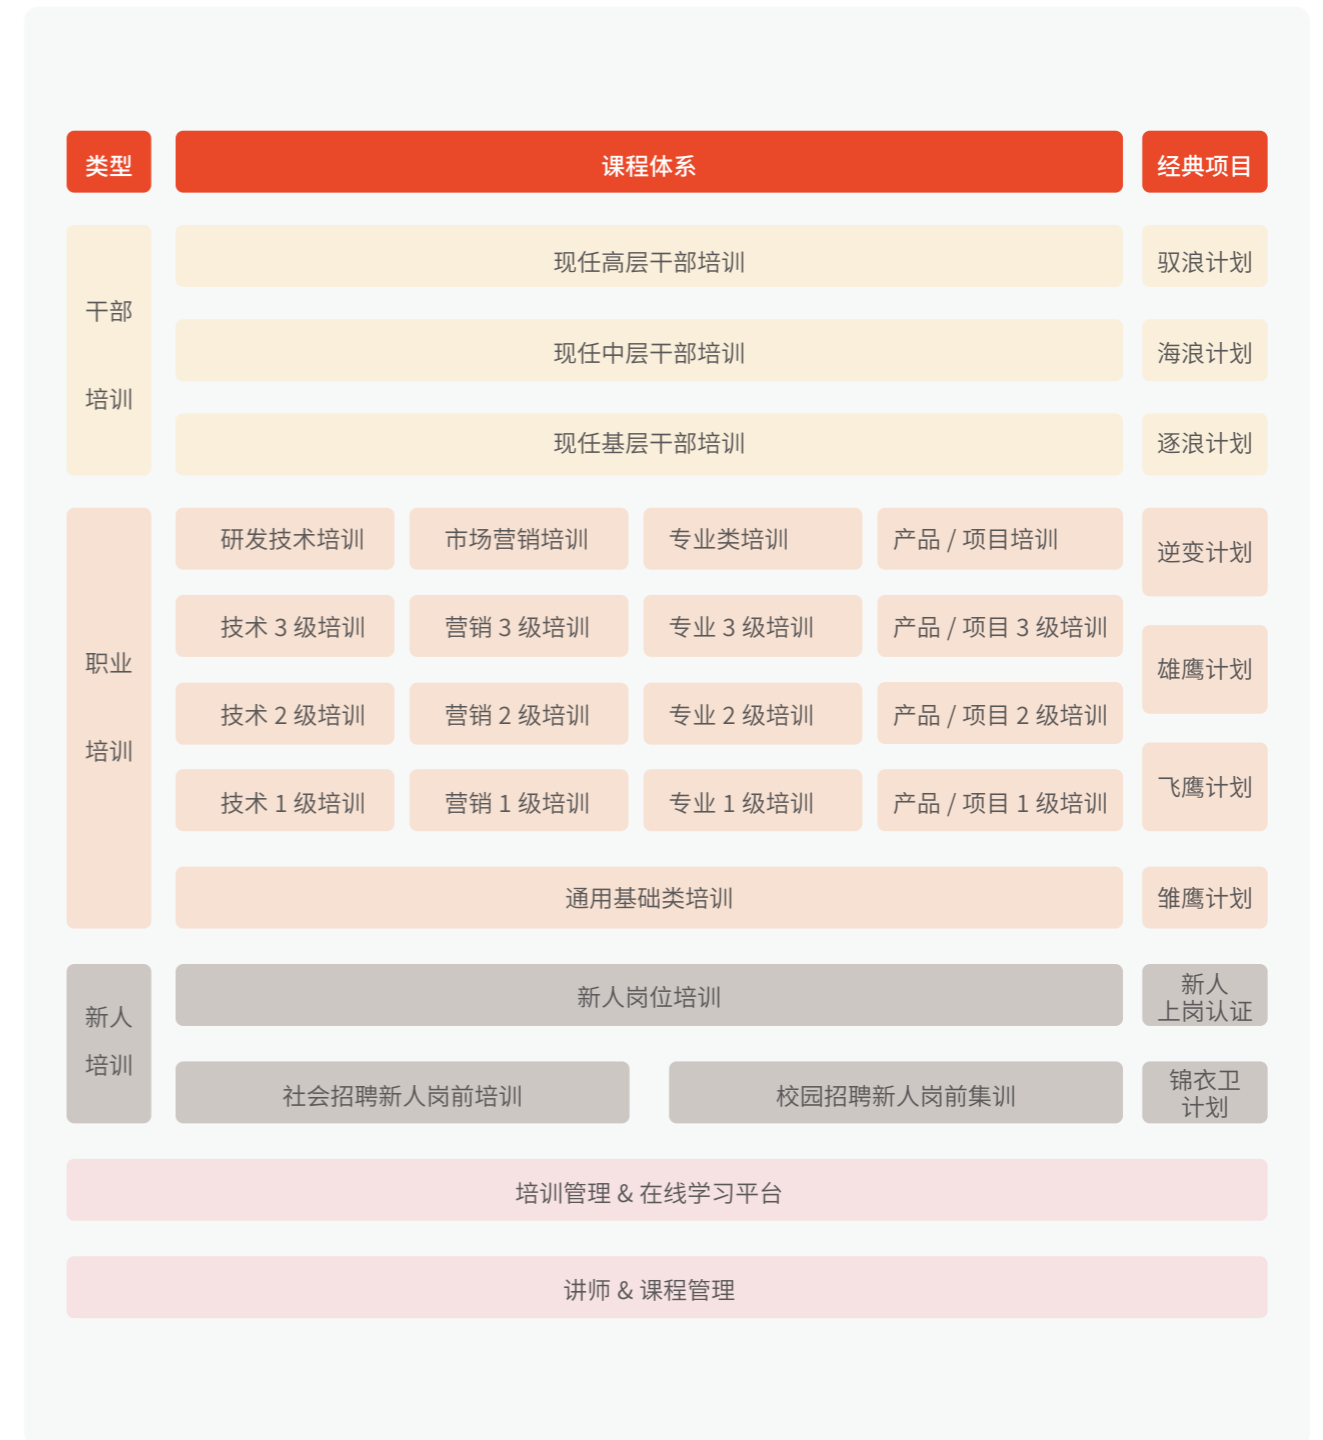 类型
课程体系
经典项目
干部
培训
现任高层干部培训
驭浪计划
现任中层干部培训
海浪计划
现任基层干部培训
逐浪计划
职业
培训
研发技术培训
市场营销培训
专业类培训
产品 / 项目培训
逆变计划
技术 3 级培训
营销 3 级培训
专业 3 级培训
产品 / 项目 3 级培训
雄鹰计划
技术 2 级培训
营销 2 级培训
专业 2 级培训
产品 / 项目 2 级培训
飞鹰计划
技术 1 级培训
营销 1 级培训
专业 1 级培训
产品 / 项目 1 级培训
通用基础类培训
雏鹰计划
新人
培训
新人岗位培训
新人
上岗认证
社会招聘新人岗前培训
校园招聘新人岗前集训
锦衣卫
计划
培训管理 & 在线学习平台
讲师 & 课程管理